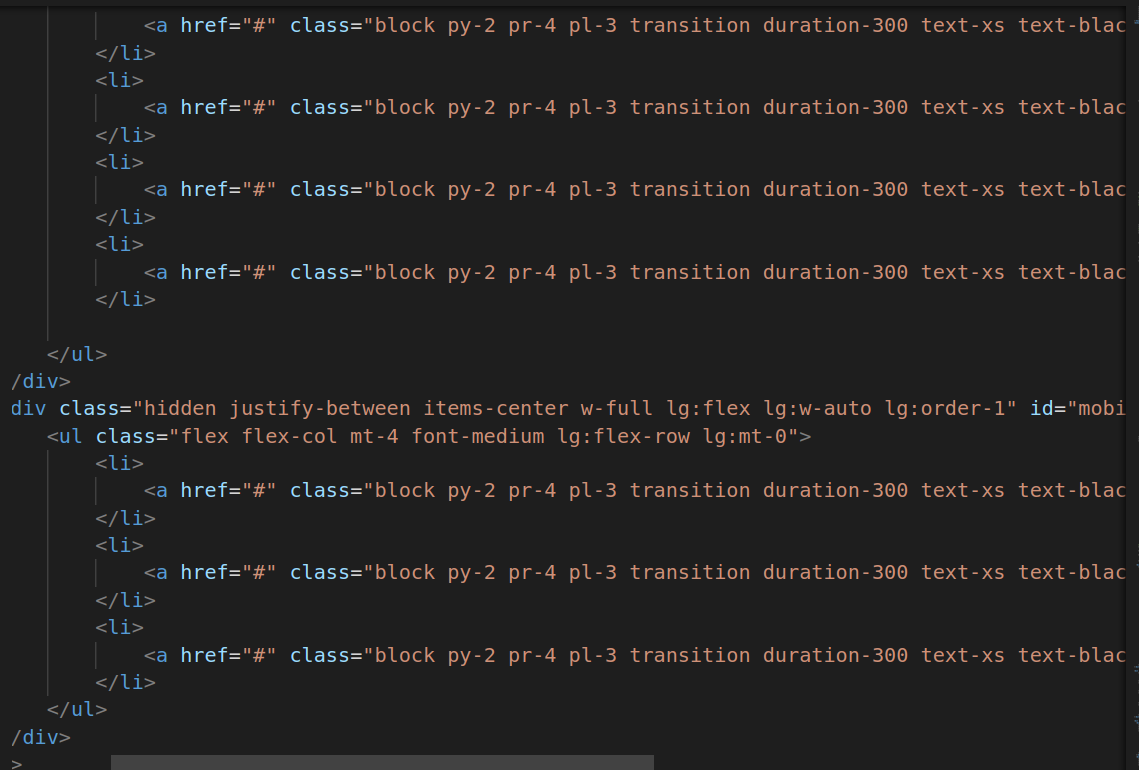 <a href="#" class="block py-2 pr-4 pl-3 transition duration-300 text-xs text-blac
</li>
<li>
<a href="#" class="block py-2 pr-4 pl-3 transition duration-300 text-xs text-blac
</li>
<li>
<a href="#" class="block py-2 pr-4 pl-3 transition duration-300 text-xs text-blac
</li>
<li>
<a href="#" class="block py-2 pr-4 pl-3 transition duration-300 text-xs text-blac
</li>
</ul>
/div>
div class="hidden justify-between items-center w-full lg:flex lg:w-auto lg:order-1" id="mobi
<ul class="flex flex-col mt-4 font-medium lg:flex-row lg:mt-0">
<li>
<a href="#" class="block py-2 pr-4 pl-3 transition duration-300 text-xs text-blac
</li>
<li>
<a href="#" class="block py-2 pr-4 pl-3 transition duration-300 text-xs text-blac
</li>
<li>
<a href="#" class="block py-2 pr-4 pl-3 transition duration-300 text-xs text-blac
</li>
</ul>
/div>
>